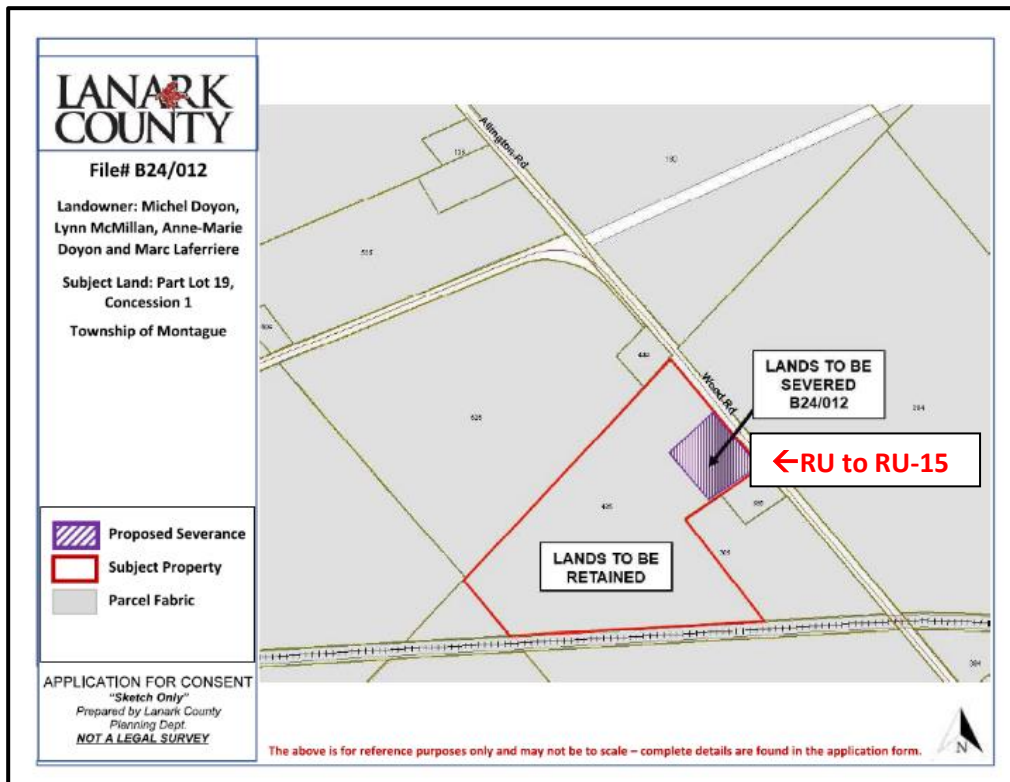 LANARK
COUNTY
File# B24/012
Landowner: Michel Doyon,
Lynn McMillan, Anne-Marie
Doyon and Marc Laferriere
Subject Land: Part Lot 19,
Concession 1
Township of Montague
Proposed Severance
Subject Property
Parcel Fabric
APPLICATION FOR CONSENT
"Sketch Only"
Prepared by Lanark County
Planning Dept.
NOT A LEGAL SURVEY
Allington Rd
Wood Rd
LANDS TO BE
SEVERED
B24/012
←RU to RU-15
LANDS TO BE
RETAINED
The above is for reference purposes only and may not be to scale – complete details are found in the application form.
N